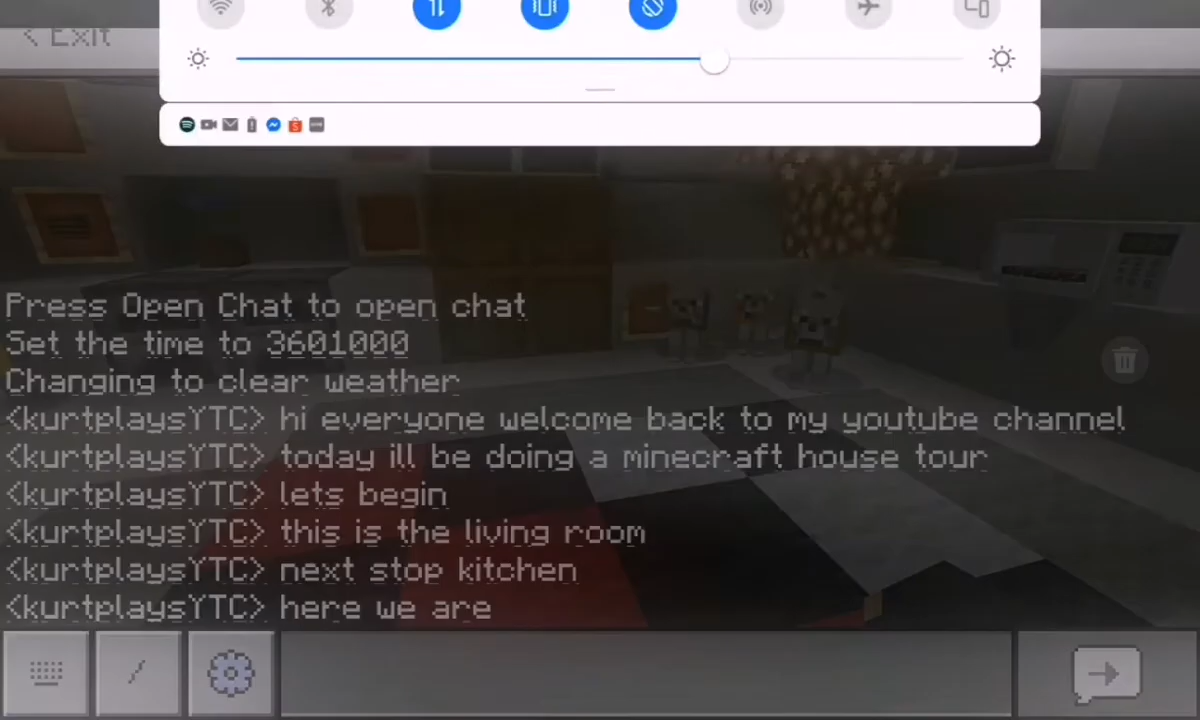 < Exit
Press Open Chat to open chat
Set the time to 3601000
Changing to clear weather
<kurtplaysYTC> hi everyone welcome back to my youtube channel
<kurtplaysYTC> today ill be doing a minecraft house tour
<kurtplaysYTC> lets begin
<kurtplaysYTC> this is the living room
<kurtplaysYTC> next stop kitchen
<kurtplaysYTC> here we are
/